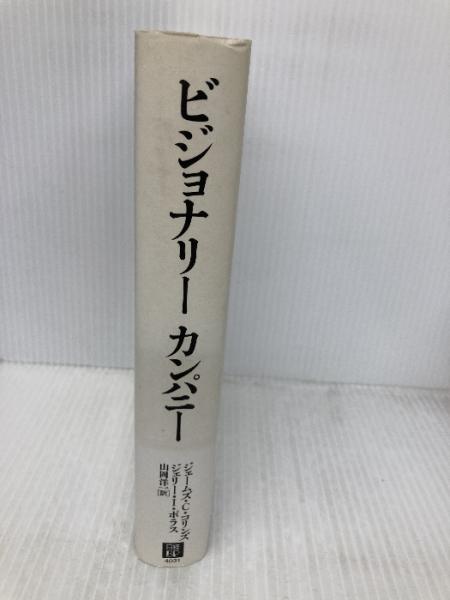 ビジョナリー カンパニー
ジェームズ・C・コリンズ
ジェリー・I・ポラス
山岡洋一[訳]
4031